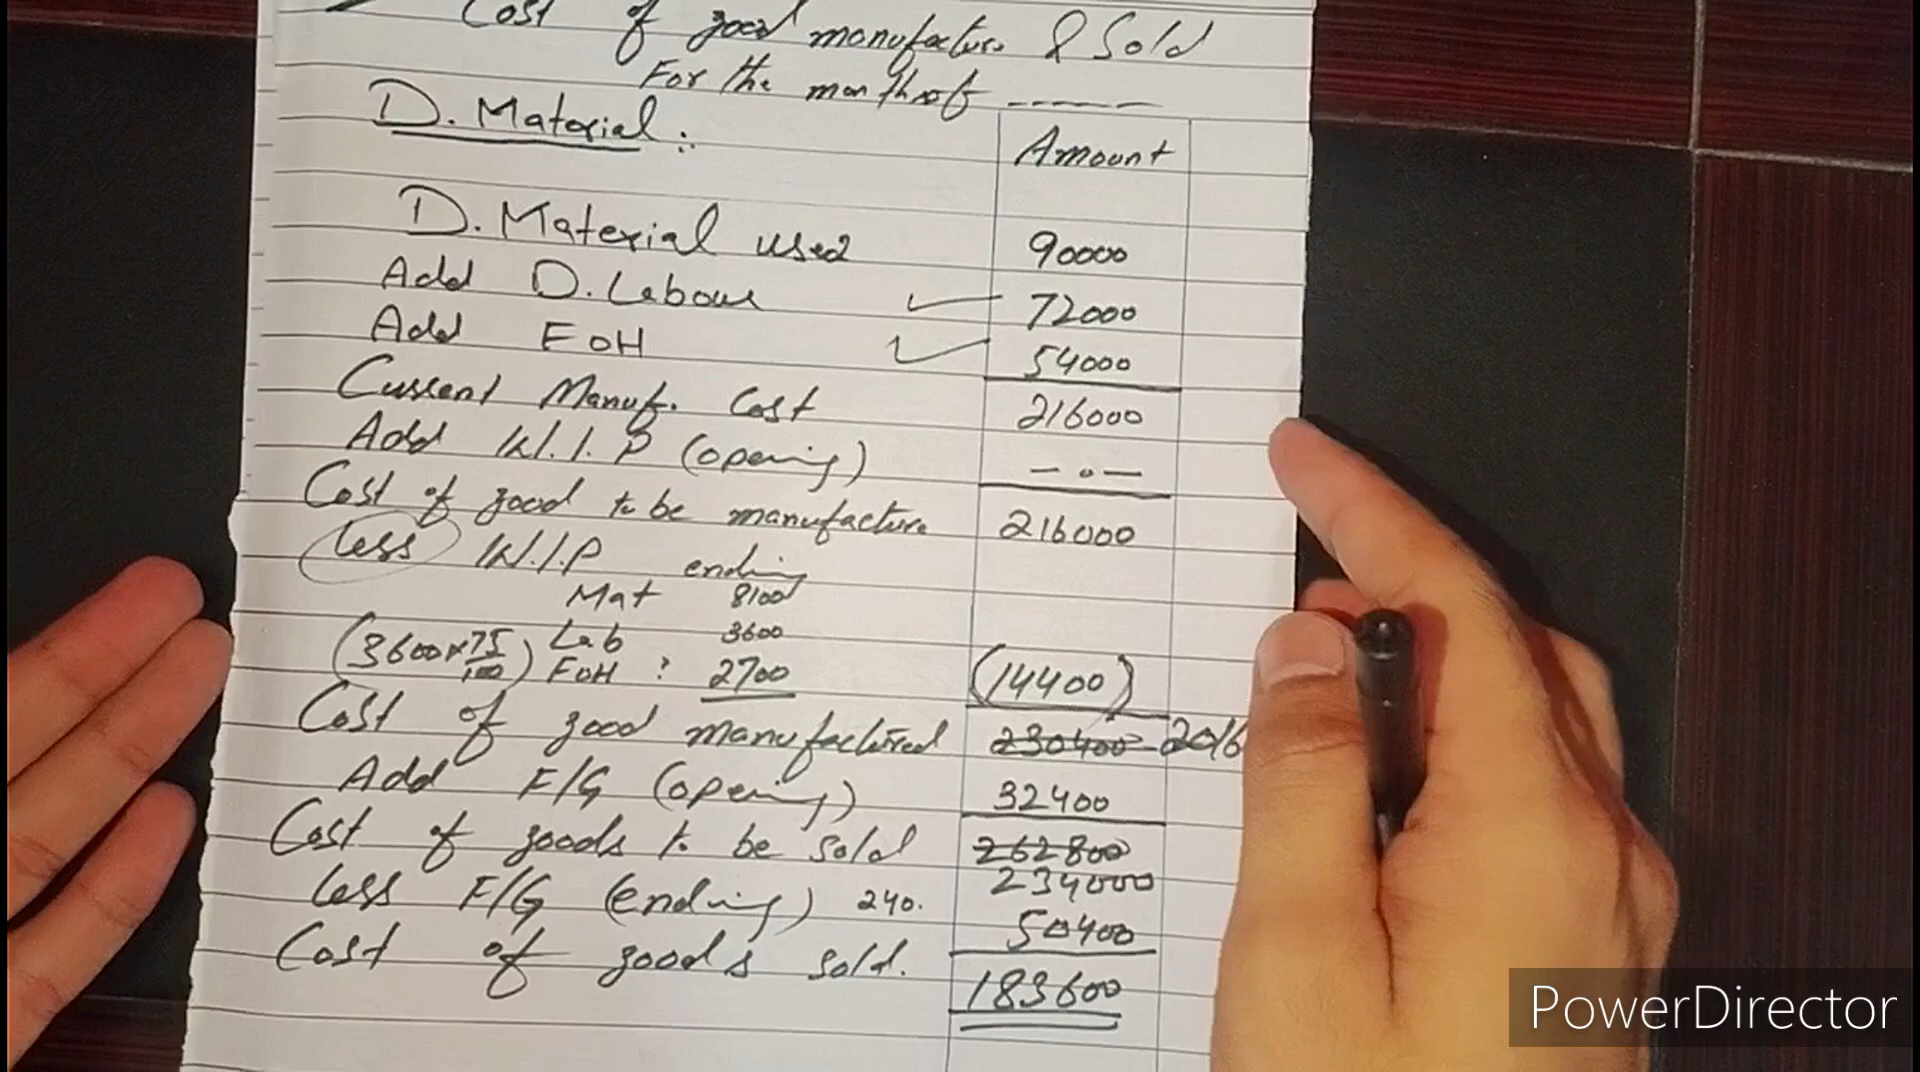 Cost of good manufacture & Sold
For the month of ------
D. Material :
Amount
D. Material used 90000
Add D. Labour 72000
Add FOH 54000
Current Manuf. Cost 216000
Add W.I.P (opening) — o —
Cost of good to be manufacture 216000
less W.I.P ending
Mat 8100
Lab 3600
(3600 x 75/100) FOH : 2700 (14400)
Cost of good manufactured 230400 2016
Add F/G (opening) 32400
Cost of goods to be sold 262800
234000
less F/G (ending) 240. 50400
Cost of goods sold. 183600
PowerDirector